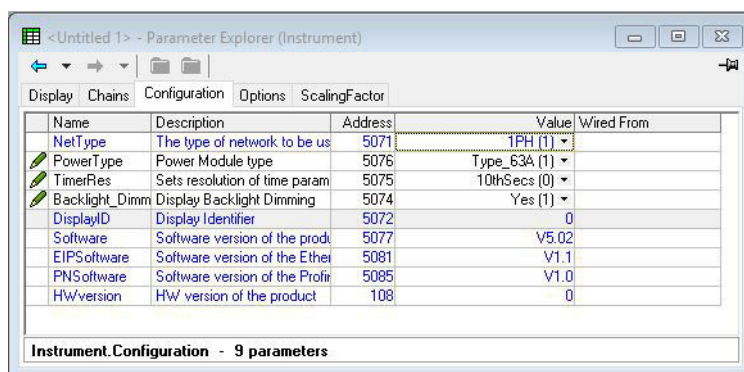 <Untitled 1> - Parameter Explorer (Instrument)
Display Chains Configuration Options ScalingFactor
Name Description Address Value Wired From
NetType The type of network to be us 5071 1PH (1)
PowerType Power Module type 5076 Type_63A (1)
TimerRes Sets resolution of time param 5075 10thSecs (0)
Backlight_Dimm Display Backlight Dimming 5074 Yes (1)
DisplayID Display Identifier 5072 0
Software Software version of the produ 5077 V5.02
EIPSoftware Software version of the Ether 5081 V1.1
PNSoftware Software version of the Profin 5085 V1.0
HWversion HW version of the product 108 0
Instrument.Configuration - 9 parameters